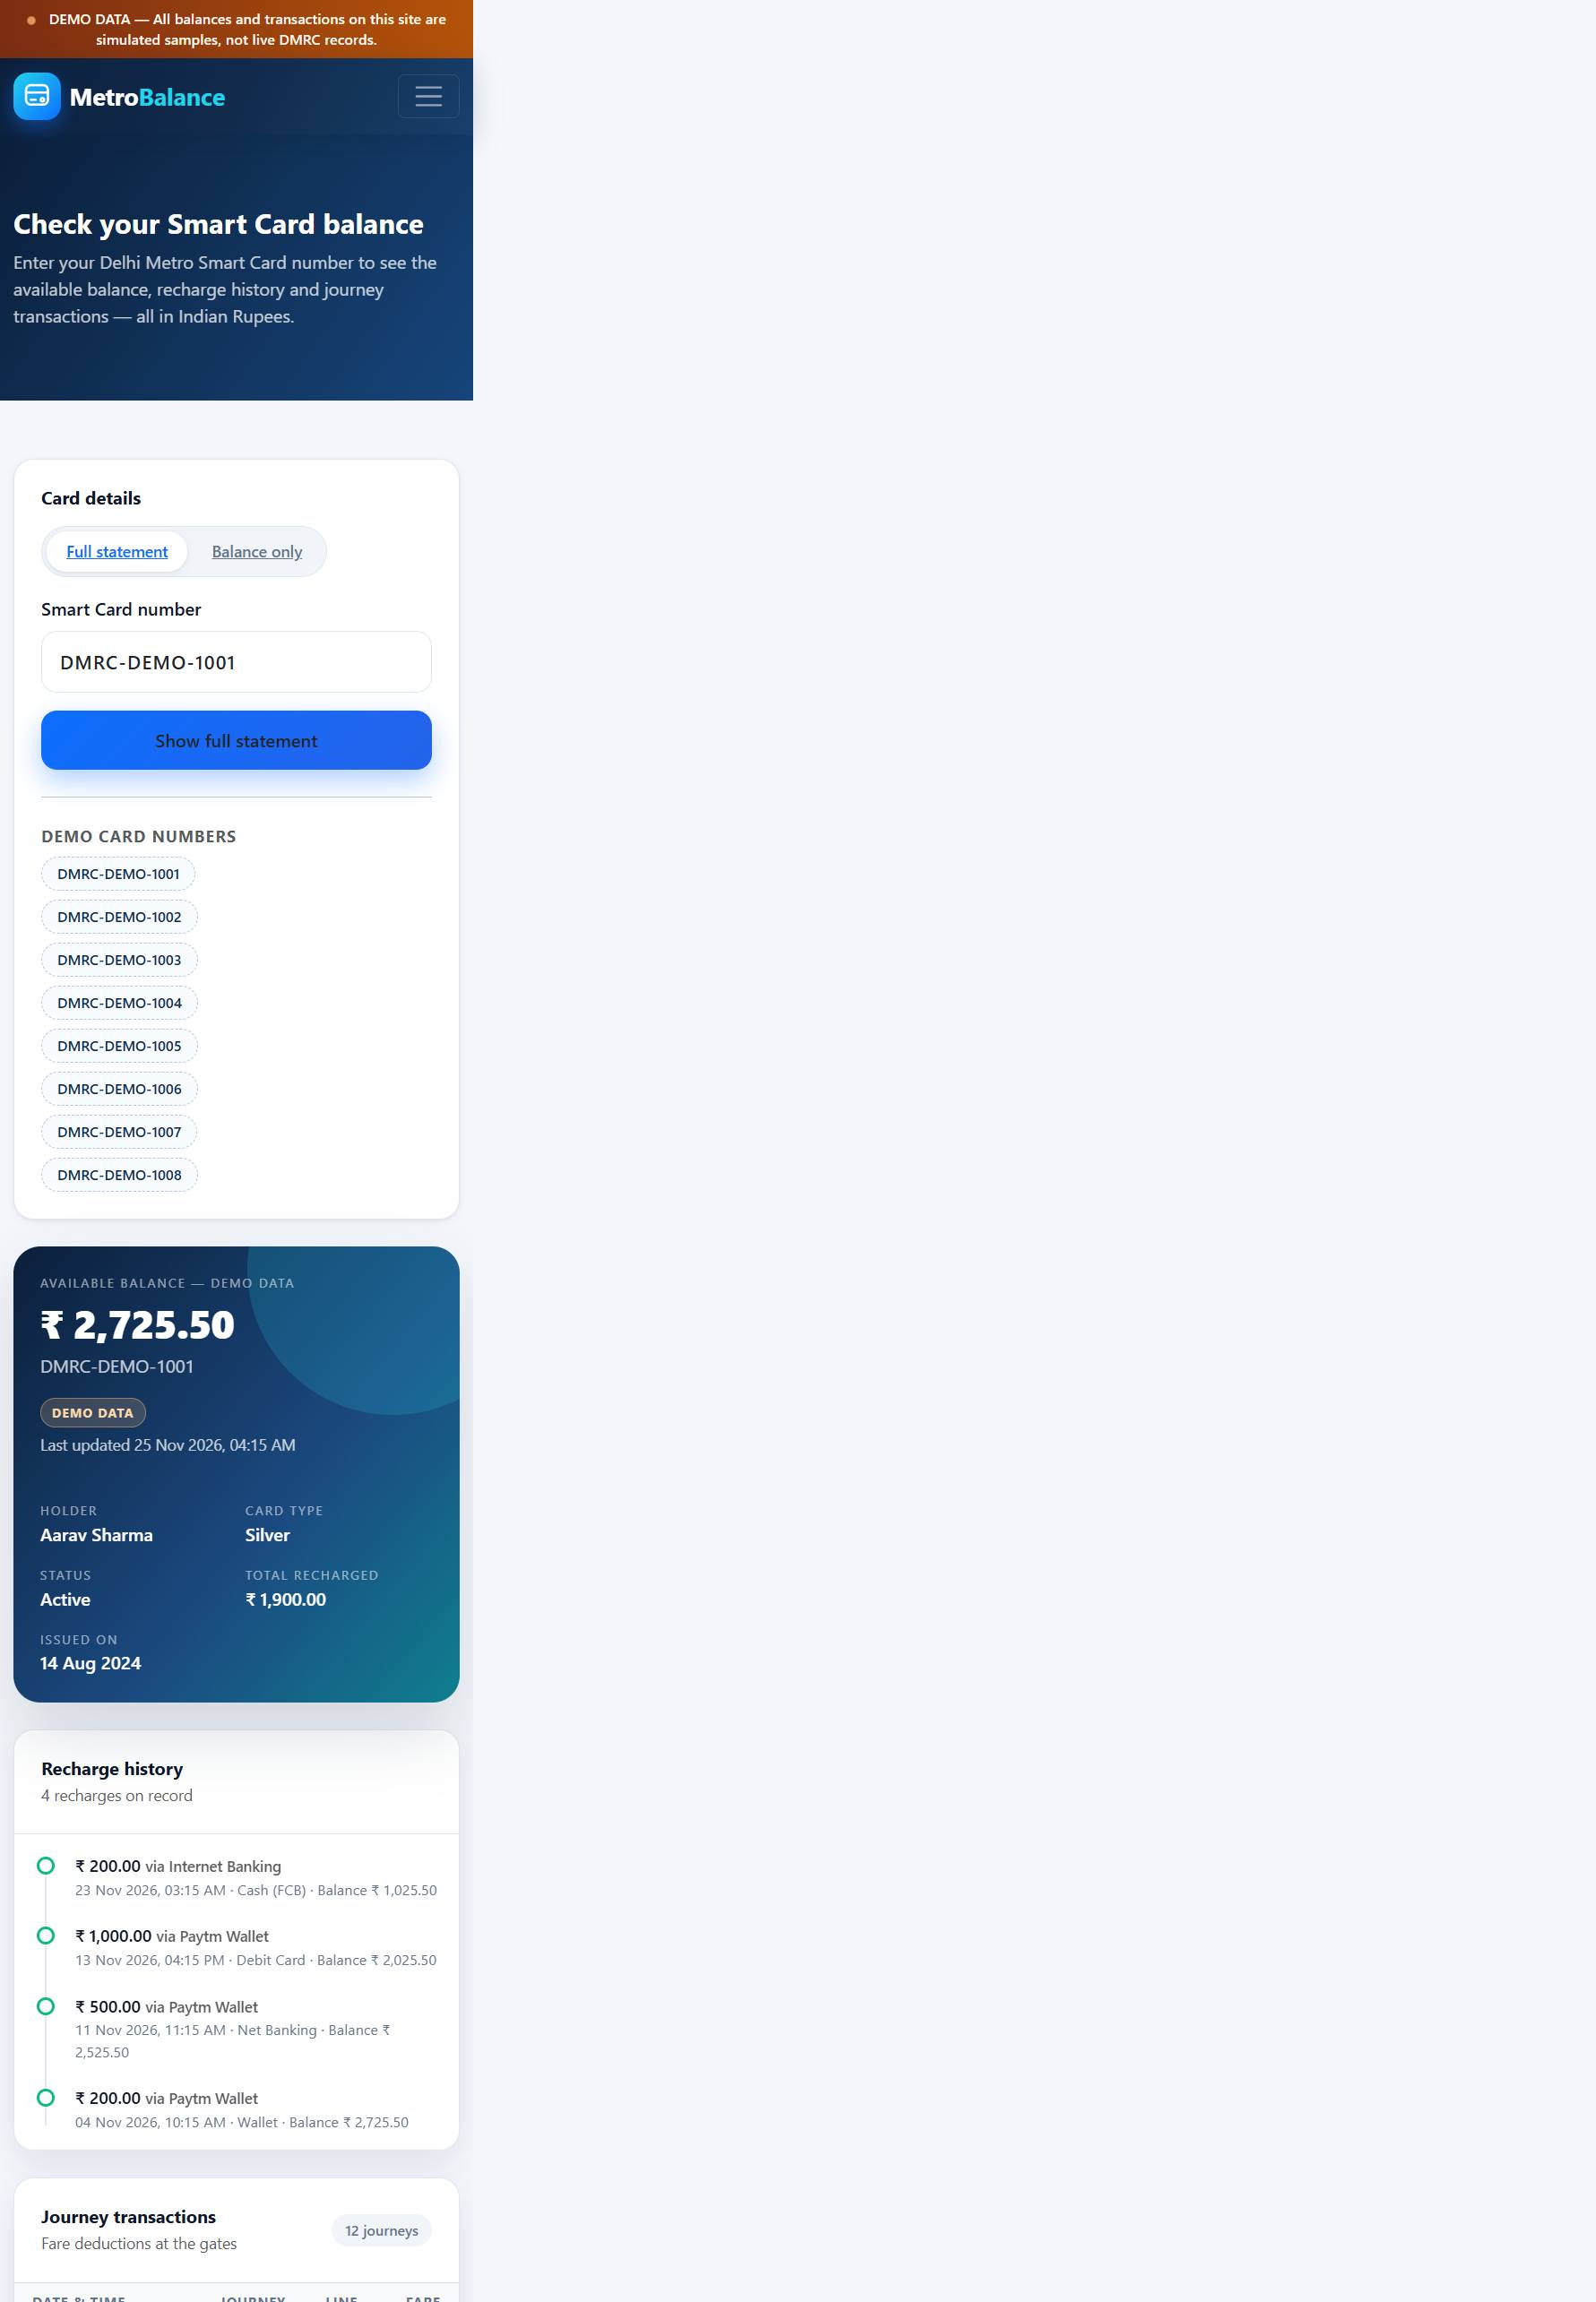 DEMO DATA — All balances and transactions on this site are
simulated samples, not live DMRC records.
MetroBalance
Check your Smart Card balance
Enter your Delhi Metro Smart Card number to see the
available balance, recharge history and journey
transactions — all in Indian Rupees.
Card details
Full statement Balance only
Smart Card number
DMRC-DEMO-1001
Show full statement
DEMO CARD NUMBERS
DMRC-DEMO-1001
DMRC-DEMO-1002
DMRC-DEMO-1003
DMRC-DEMO-1004
DMRC-DEMO-1005
DMRC-DEMO-1006
DMRC-DEMO-1007
DMRC-DEMO-1008
AVAILABLE BALANCE — DEMO DATA
₹ 2,725.50
DMRC-DEMO-1001
DEMO DATA
Last updated 25 Nov 2026, 04:15 AM
HOLDER CARD TYPE
Aarav Sharma Silver
STATUS TOTAL RECHARGED
Active ₹ 1,900.00
ISSUED ON
14 Aug 2024
Recharge history
4 recharges on record
₹ 200.00 via Internet Banking
23 Nov 2026, 03:15 AM · Cash (FCB) · Balance ₹ 1,025.50
₹ 1,000.00 via Paytm Wallet
13 Nov 2026, 04:15 PM · Debit Card · Balance ₹ 2,025.50
₹ 500.00 via Paytm Wallet
11 Nov 2026, 11:15 AM · Net Banking · Balance ₹
2,525.50
₹ 200.00 via Paytm Wallet
04 Nov 2026, 10:15 AM · Wallet · Balance ₹ 2,725.50
Journey transactions
12 journeys
Fare deductions at the gates
DATE & TIME JOURNEY LINE FARE